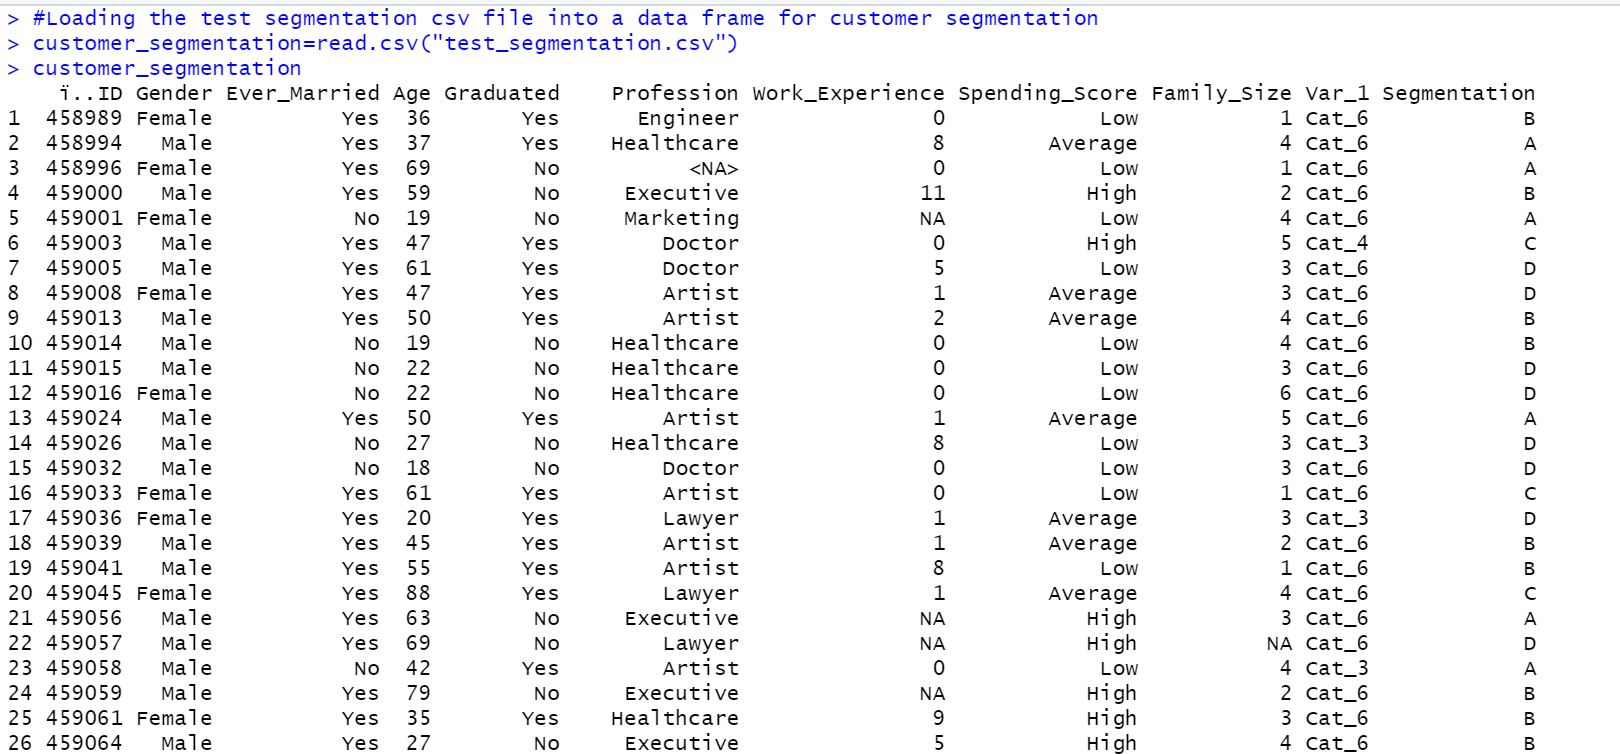 > #Loading the test segmentation csv file into a data frame for customer segmentation
> customer_segmentation=read.csv("test_segmentation.csv")
> customer_segmentation
ï..ID Gender Ever_Married Age Graduated Profession Work_Experience Spending_Score Family_Size Var_1 Segmentation
1 458989 Female Yes 36 Yes Engineer 0 Low 1 Cat_6 B
2 458994 Male Yes 37 Yes Healthcare 8 Average 4 Cat_6 A
3 458996 Female Yes 69 No <NA> 0 Low 1 Cat_6 A
4 459000 Male Yes 59 No Executive 11 High 2 Cat_6 B
5 459001 Female No 19 No Marketing NA Low 4 Cat_6 A
6 459003 Male Yes 47 Yes Doctor 0 High 5 Cat_4 C
7 459005 Male Yes 61 Yes Doctor 5 Low 3 Cat_6 D
8 459008 Female Yes 47 Yes Artist 1 Average 3 Cat_6 D
9 459013 Male Yes 50 Yes Artist 2 Average 4 Cat_6 B
10 459014 Male No 19 No Healthcare 0 Low 4 Cat_6 B
11 459015 Male No 22 No Healthcare 0 Low 3 Cat_6 D
12 459016 Female No 22 No Healthcare 0 Low 6 Cat_6 D
13 459024 Male Yes 50 Yes Artist 1 Average 5 Cat_6 A
14 459026 Male No 27 No Healthcare 8 Low 3 Cat_3 D
15 459032 Male No 18 No Doctor 0 Low 3 Cat_6 D
16 459033 Female Yes 61 Yes Artist 0 Low 1 Cat_6 C
17 459036 Female Yes 20 Yes Lawyer 1 Average 3 Cat_3 D
18 459039 Male Yes 45 Yes Artist 1 Average 2 Cat_6 B
19 459041 Male Yes 55 Yes Artist 8 Low 1 Cat_6 B
20 459045 Female Yes 88 Yes Lawyer 1 Average 4 Cat_6 C
21 459056 Male Yes 63 No Executive NA High 3 Cat_6 A
22 459057 Male Yes 69 No Lawyer NA High NA Cat_6 D
23 459058 Male No 42 Yes Artist 0 Low 4 Cat_3 A
24 459059 Male Yes 79 No Executive NA High 2 Cat_6 B
25 459061 Female Yes 35 Yes Healthcare 9 High 3 Cat_6 B
26 459064 Male Yes 27 No Executive 5 High 4 Cat_6 B